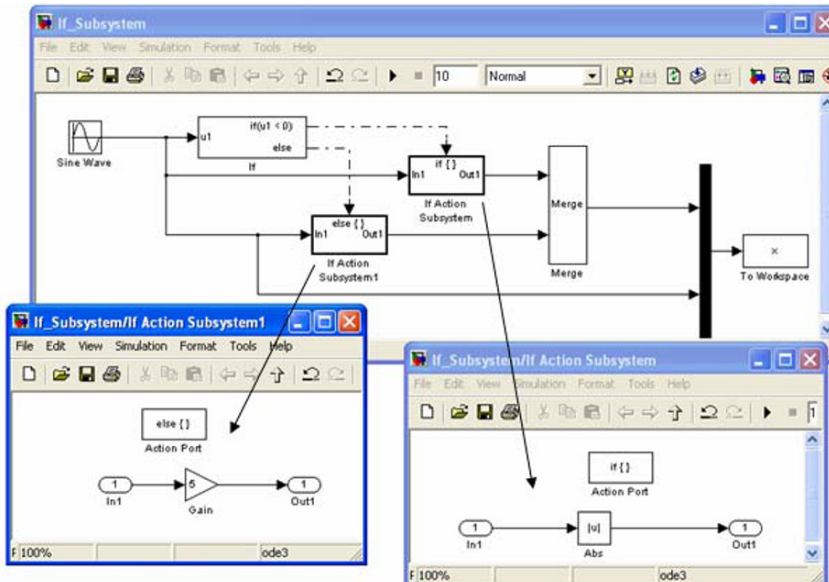 If_Subsystem
File Edit View Simulation Format Tools Help
10 Normal
Sine Wave
u1
if(u1 < 0)
else
If
if { }
In1 Out1
If Action
Subsystem
else { }
In1 Out1
If Action
Subsystem1
Merge
Merge
x
To Workspace
If_Subsystem/If Action Subsystem1
File Edit View Simulation Format Tools Help
else { }
Action Port
1
In1
5
Gain
1
Out1
F 100% ode3
If_Subsystem/If Action Subsystem
File Edit View Simulation Format Tools Help
1
if { }
Action Port
1
In1
|u|
Abs
1
Out1
F 100% ode3